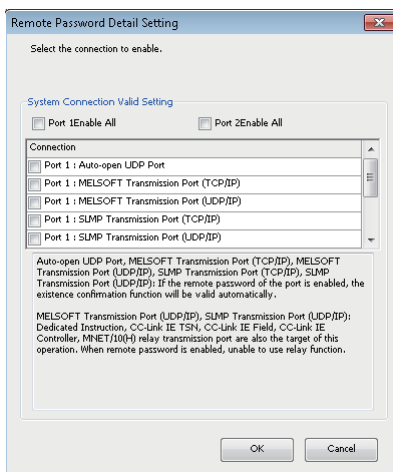 Remote Password Detail Setting
Select the connection to enable.
System Connection Valid Setting
Port 1Enable All Port 2Enable All
Connection
Port 1 : Auto-open UDP Port
Port 1 : MELSOFT Transmission Port (TCP/IP)
Port 1 : MELSOFT Transmission Port (UDP/IP)
Port 1 : SLMP Transmission Port (TCP/IP)
Port 1 : SLMP Transmission Port (UDP/IP)
Auto-open UDP Port, MELSOFT Transmission Port (TCP/IP), MELSOFT
Transmission Port (UDP/IP), SLMP Transmission Port (TCP/IP), SLMP
Transmission Port (UDP/IP): If the remote password of the port is enabled, the
existence confirmation function will be valid automatically.
MELSOFT Transmission Port (UDP/IP), SLMP Transmission Port (UDP/IP):
Dedicated Instruction, CC-Link IE TSN, CC-Link IE Field, CC-Link IE
Controller, MNET/10(H) relay transmission port are also the target of this
operation. When remote password is enabled, unable to use relay function.
OK Cancel